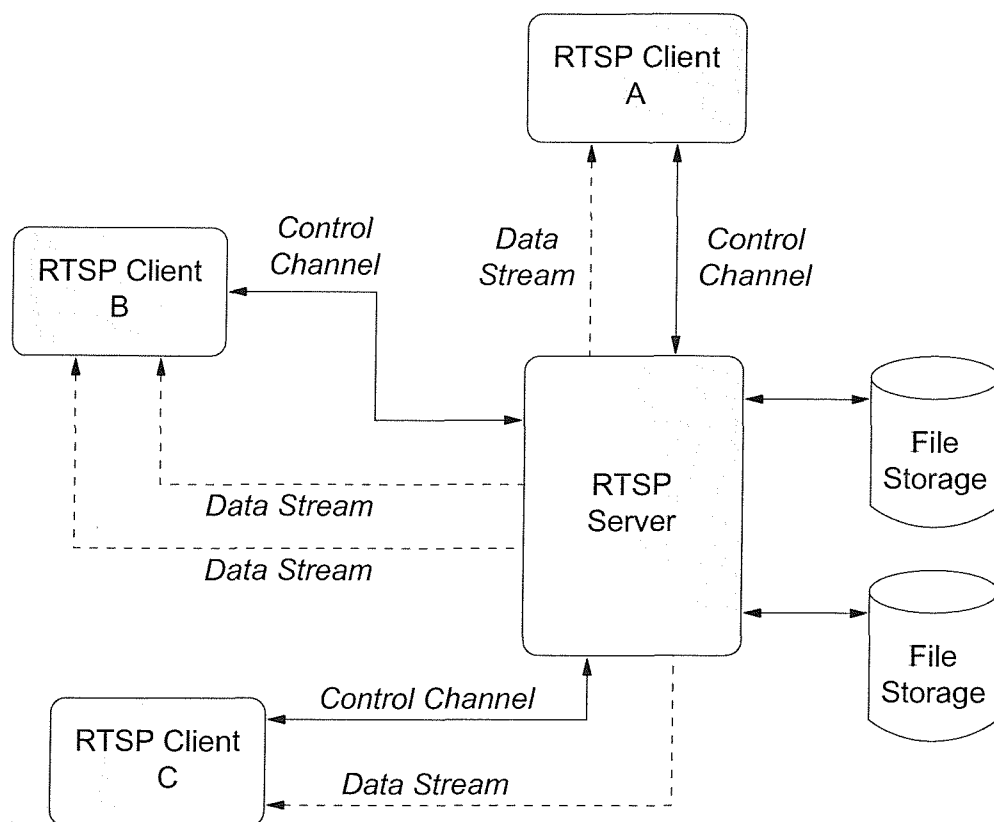 RTSP Client
A
Control
Channel
Data
Stream
Control
Channel
RTSP Client
B
File
Storage
RTSP
Server
Data Stream
Data Stream
File
Storage
Control Channel
RTSP Client
C
Data Stream